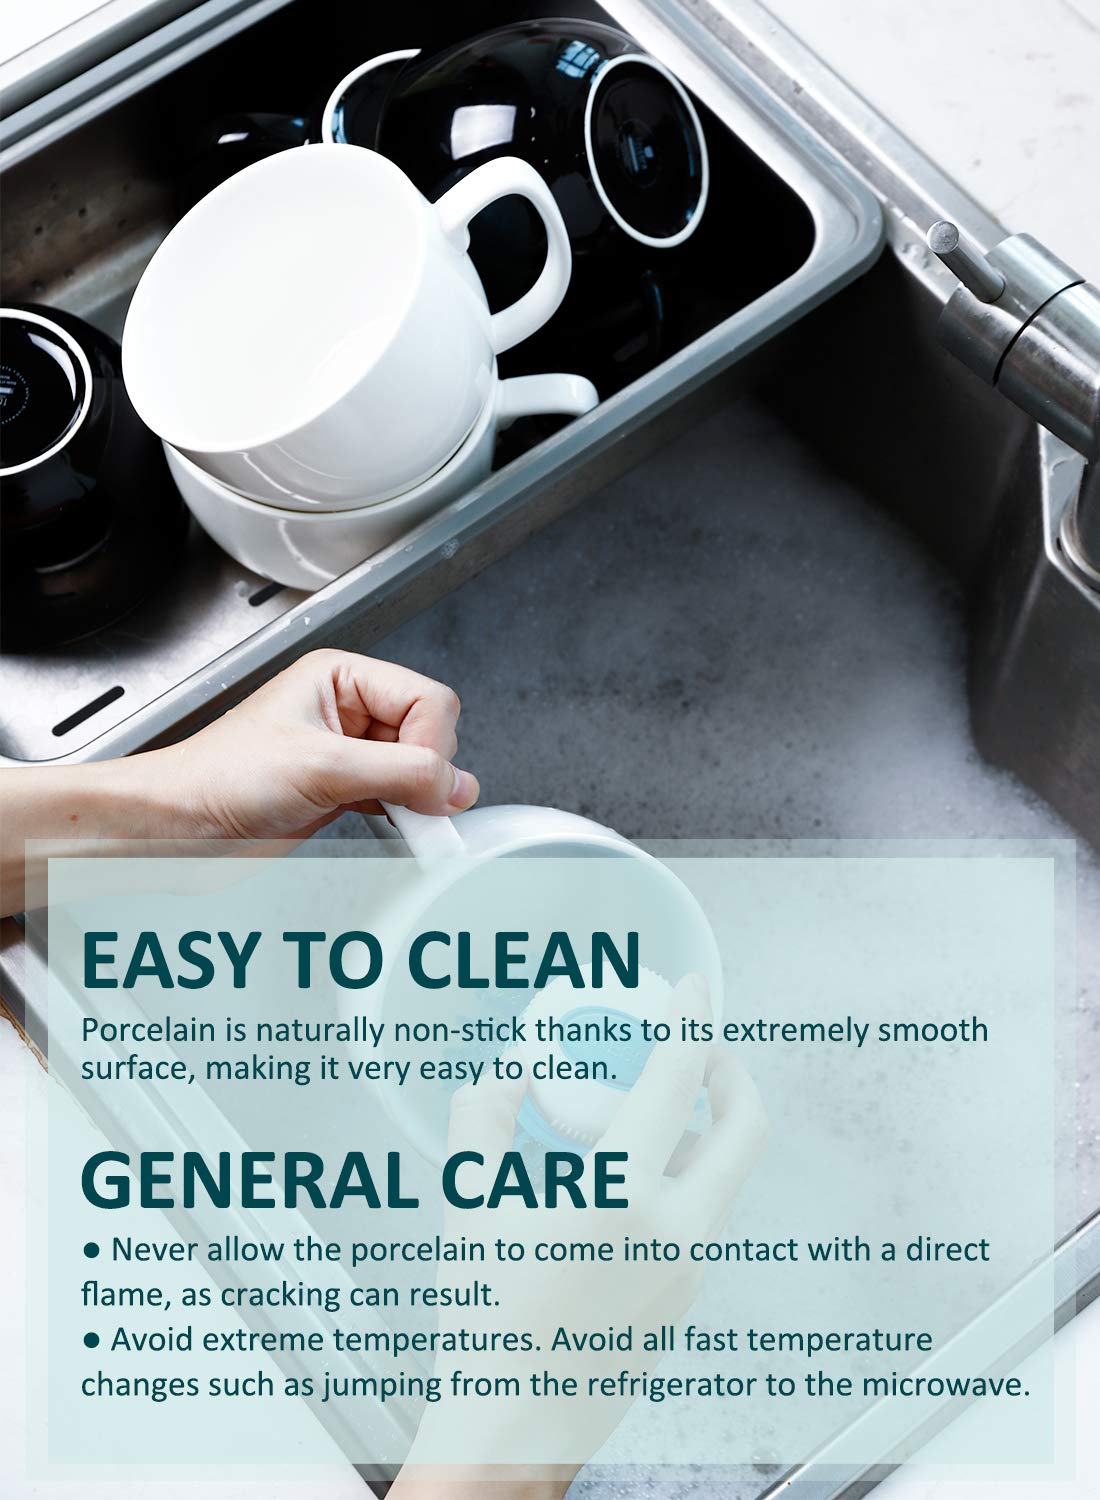 EASY TO CLEAN
Porcelain is naturally non-stick thanks to its extremely smooth
surface, making it very easy to clean.
GENERAL CARE
● Never allow the porcelain to come into contact with a direct
flame, as cracking can result.
● Avoid extreme temperatures. Avoid all fast temperature
changes such as jumping from the refrigerator to the microwave.